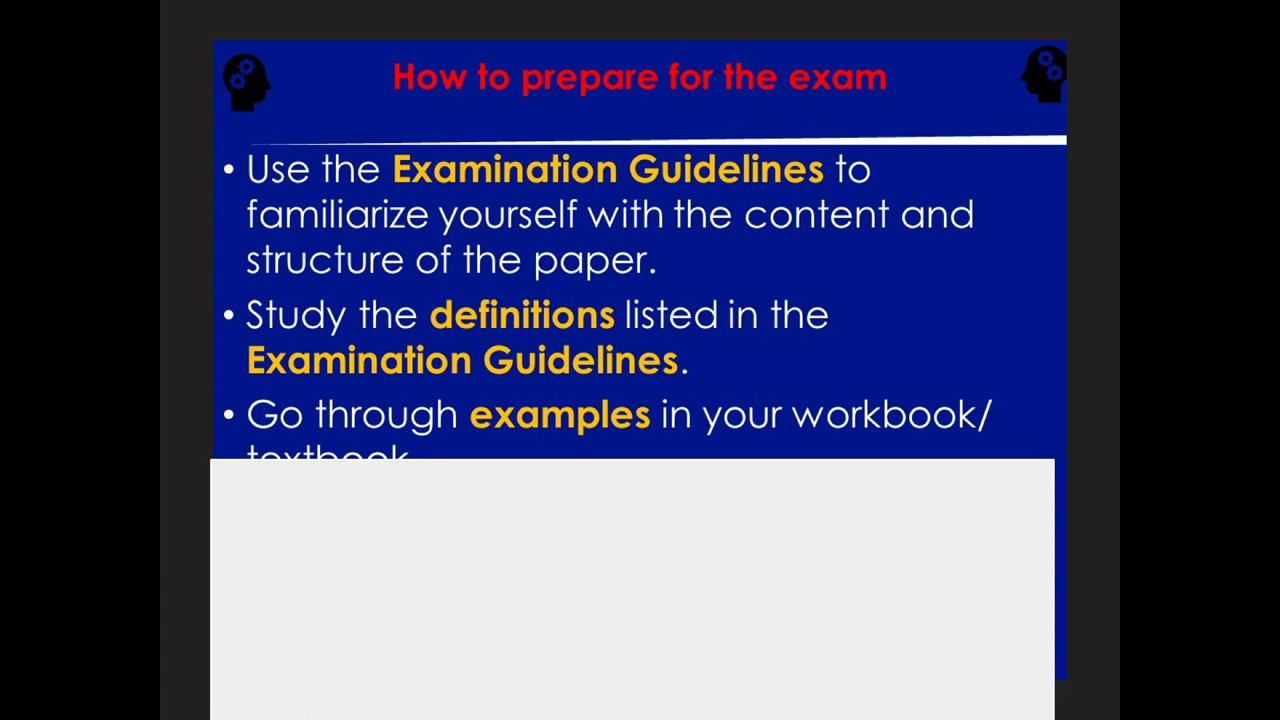 How to prepare for the exam
• Use the Examination Guidelines to
familiarize yourself with the content and
structure of the paper.
• Study the definitions listed in the
Examination Guidelines.
• Go through examples in your workbook/
textbook